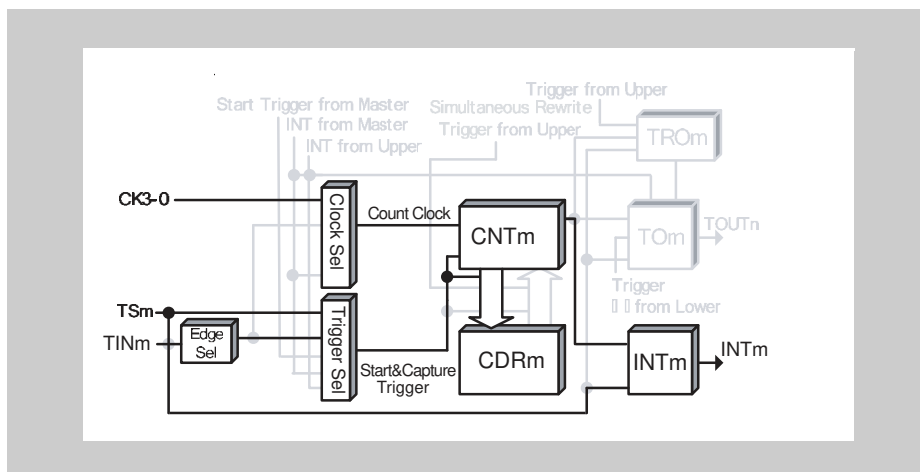 Trigger from Upper
Start Trigger from Master
Simultaneous Rewrite
INT from Master
Trigger from Upper
INT from Upper
TROm
CK3-0
Clock Sel
Count Clock
CNTm
TOm
TOUTn
Trigger
from Lower
TSm
TINm
Edge
Sel
Trigger Sel
Start&Capture
Trigger
CDRm
INTm
INTm